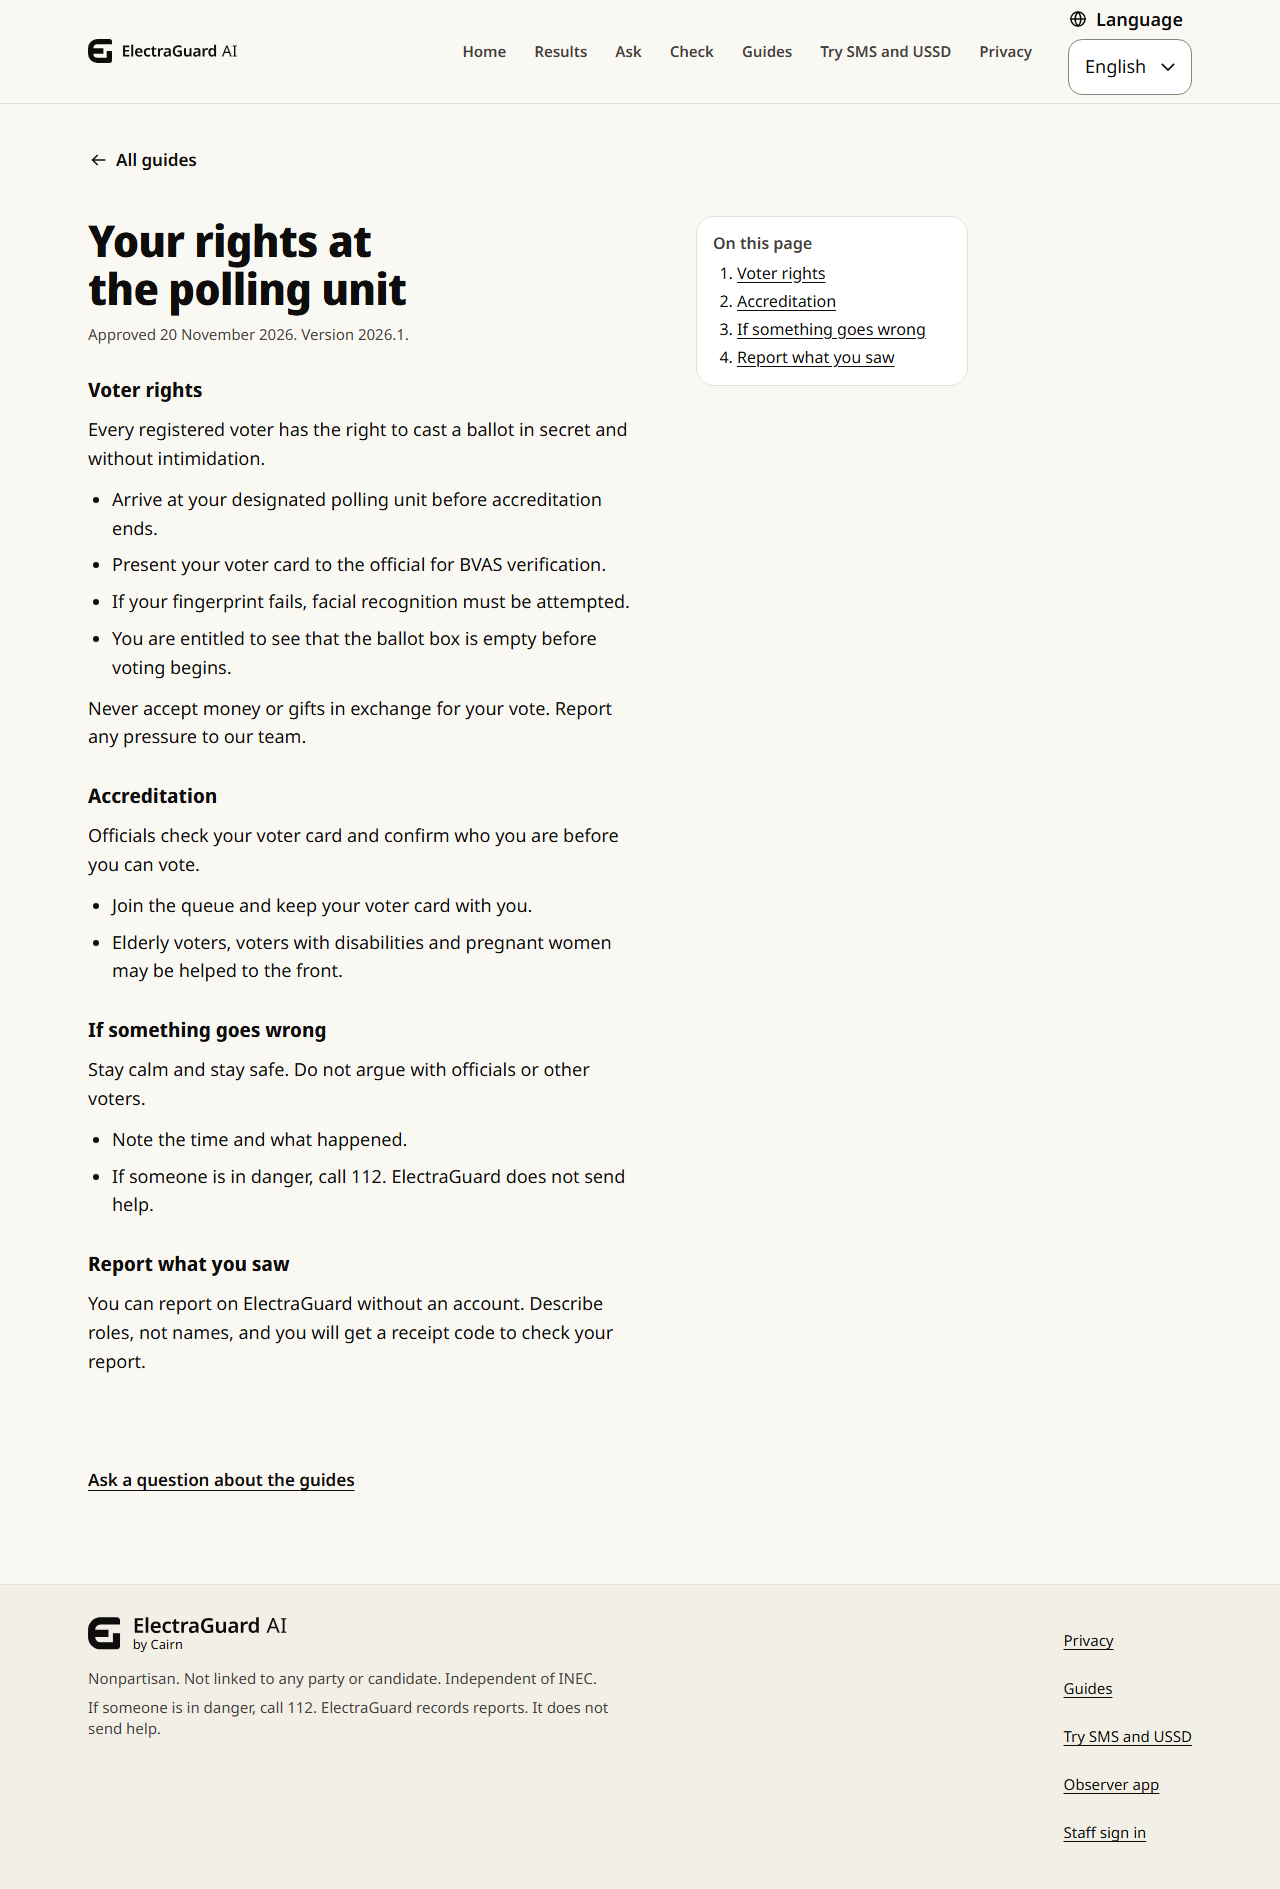 ElectraGuard AI
Home
Results
Ask
Check
Guides
Try SMS and USSD
Privacy
Language
English
All guides
Your rights at
the polling unit
Approved 20 November 2026. Version 2026.1.
On this page
1. Voter rights
2. Accreditation
3. If something goes wrong
4. Report what you saw
Voter rights
Every registered voter has the right to cast a ballot in secret and
without intimidation.
• Arrive at your designated polling unit before accreditation
ends.
• Present your voter card to the official for BVAS verification.
• If your fingerprint fails, facial recognition must be attempted.
• You are entitled to see that the ballot box is empty before
voting begins.
Never accept money or gifts in exchange for your vote. Report
any pressure to our team.
Accreditation
Officials check your voter card and confirm who you are before
you can vote.
• Join the queue and keep your voter card with you.
• Elderly voters, voters with disabilities and pregnant women
may be helped to the front.
If something goes wrong
Stay calm and stay safe. Do not argue with officials or other
voters.
• Note the time and what happened.
• If someone is in danger, call 112. ElectraGuard does not send
help.
Report what you saw
You can report on ElectraGuard without an account. Describe
roles, not names, and you will get a receipt code to check your
report.
Ask a question about the guides
ElectraGuard AI
by Cairn
Nonpartisan. Not linked to any party or candidate. Independent of INEC.
If someone is in danger, call 112. ElectraGuard records reports. It does not
send help.
Privacy
Guides
Try SMS and USSD
Observer app
Staff sign in